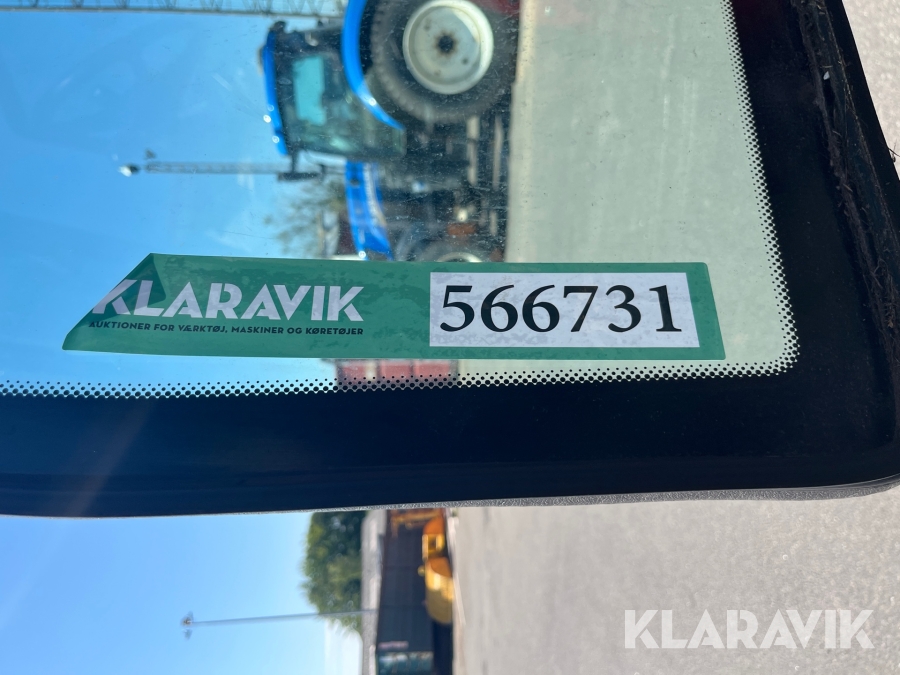 KLARAVIK
AUKTIONER FOR VÆRKTØJ, MASKINER OG KØRETØJER
566731
KLARAVIK